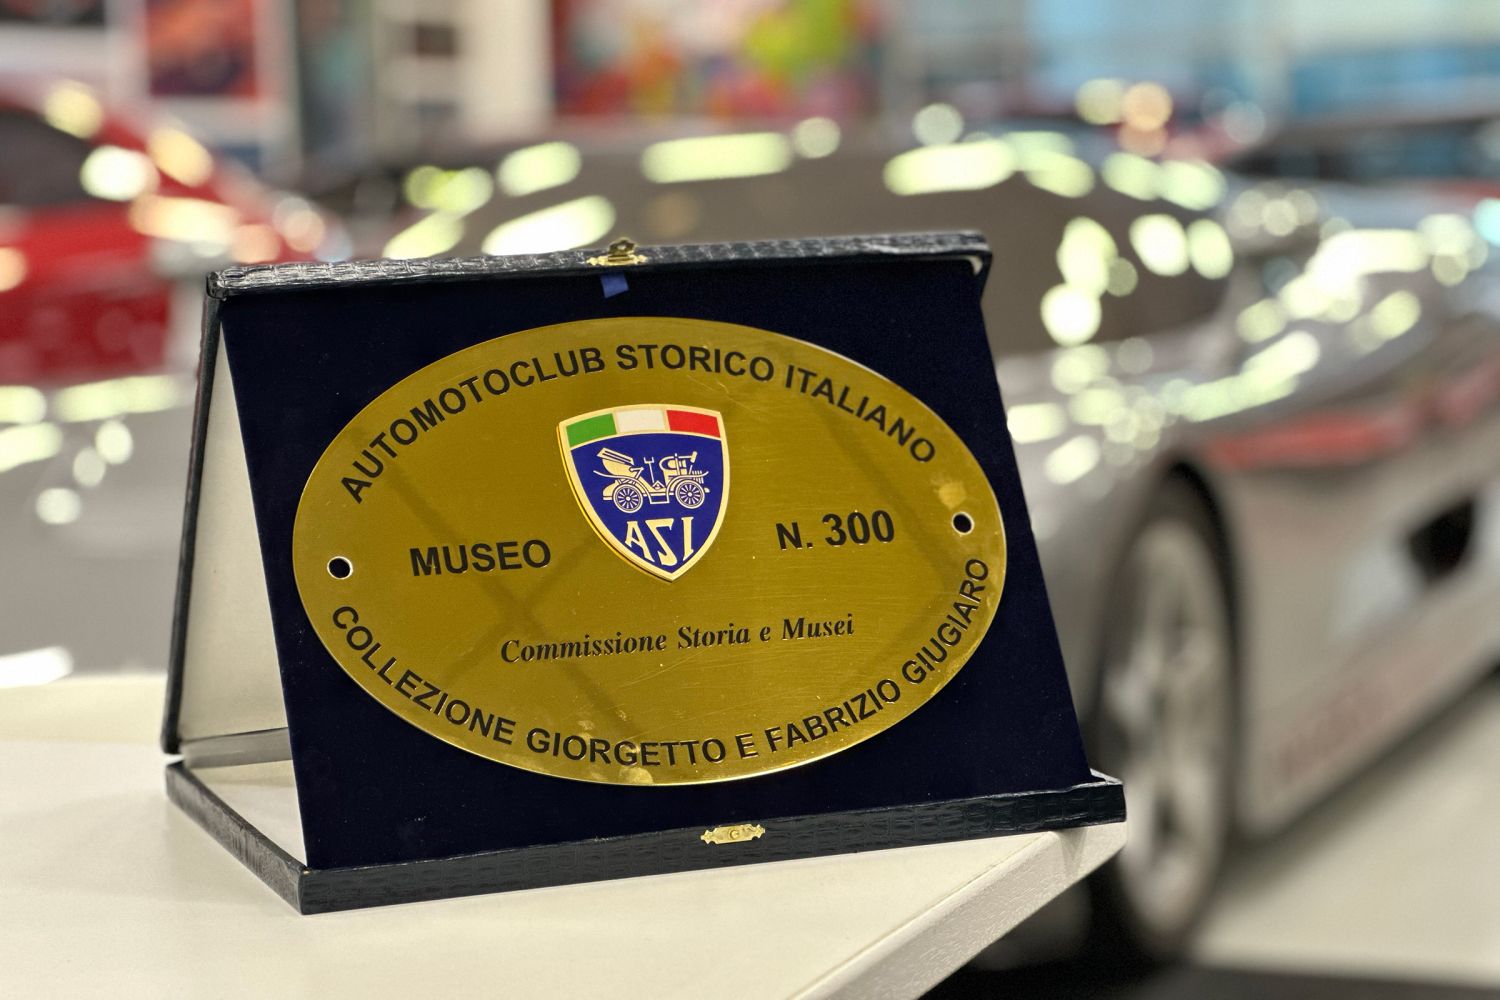 AUTOMOTOCLUB STORICO ITALIANO
ASI
MUSEO
N. 300
Commissione Storia e Musei
COLLEZIONE GIORGETTO E FABRIZIO GIUGIARO